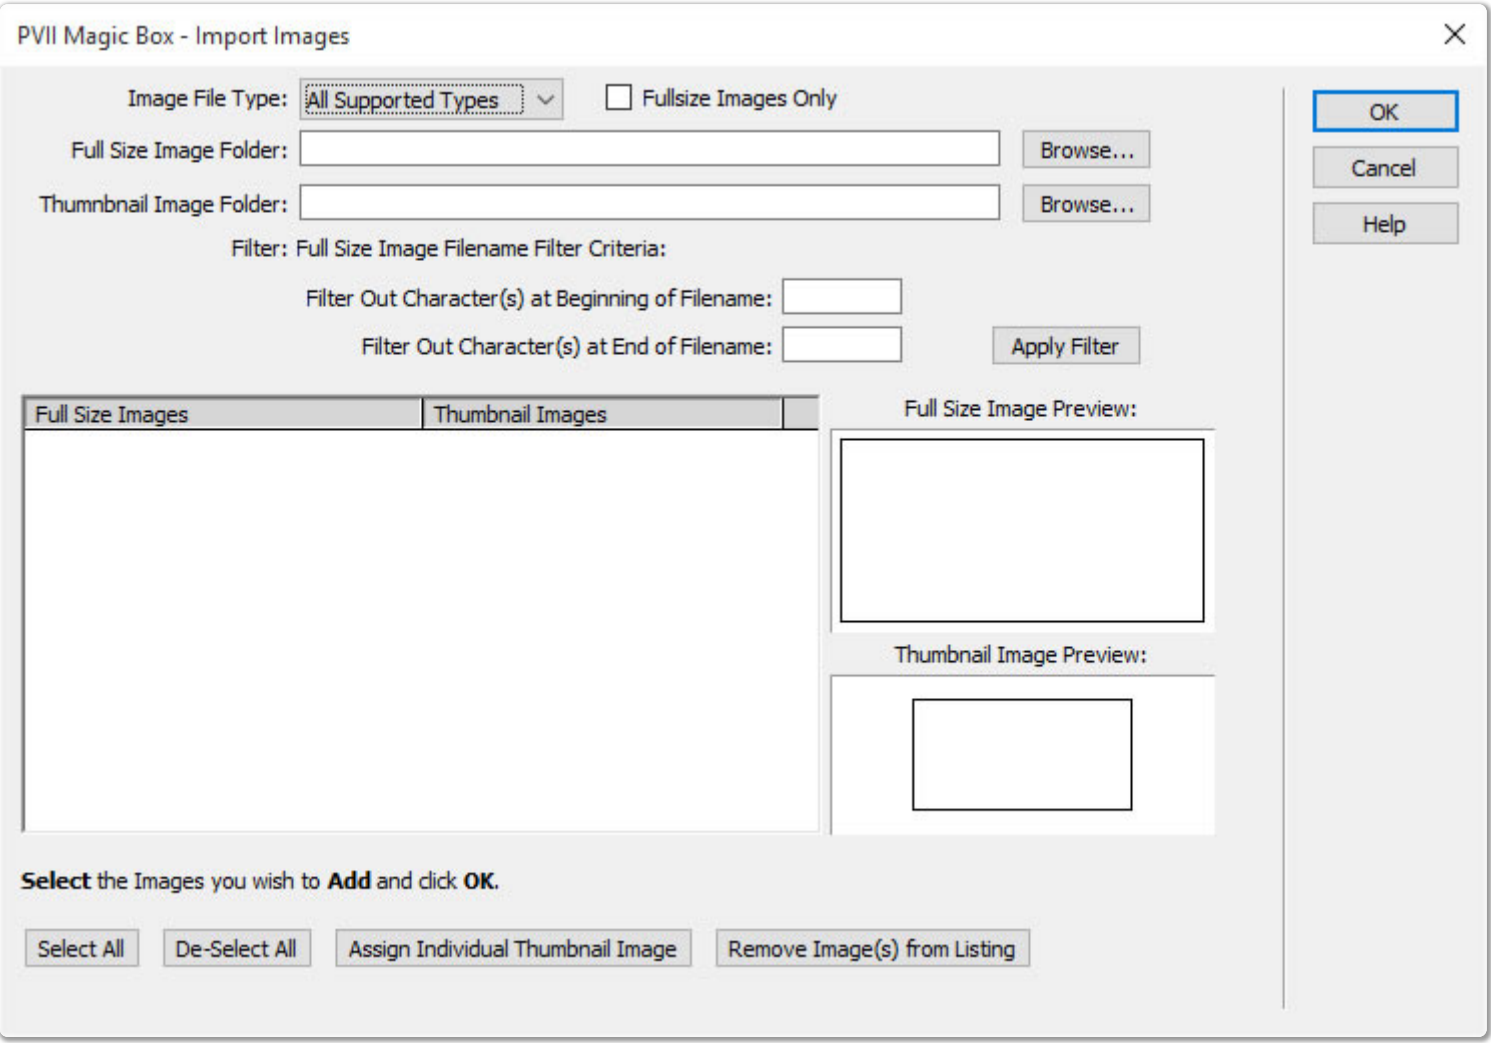 PVII Magic Box - Import Images
Image File Type: All Supported Types Fullsize Images Only
OK
Full Size Image Folder: Browse...
Cancel
Thumnbnail Image Folder: Browse...
Help
Filter: Full Size Image Filename Filter Criteria:
Filter Out Character(s) at Beginning of Filename:
Filter Out Character(s) at End of Filename: Apply Filter
Full Size Images Thumbnail Images
Full Size Image Preview:
Thumbnail Image Preview:
Select the Images you wish to Add and click OK.
Select All De-Select All Assign Individual Thumbnail Image Remove Image(s) from Listing